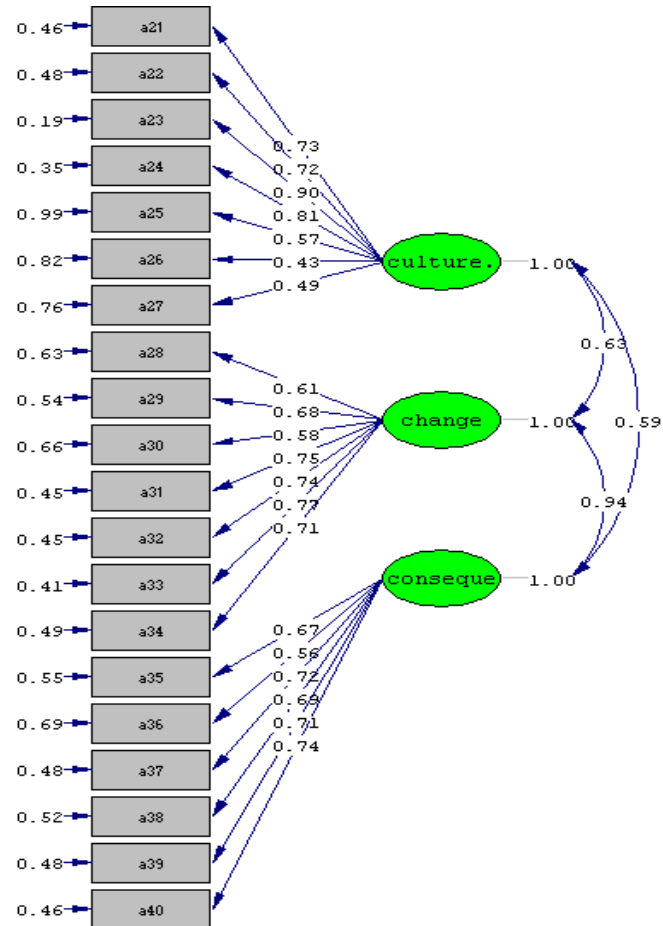 0.46 a21
0.48 a22
0.19 a23
0.35 a24
0.99 a25
0.82 a26
0.76 a27
0.63 a28
0.54 a29
0.66 a30
0.45 a31
0.45 a32
0.41 a33
0.49 a34
0.55 a35
0.69 a36
0.48 a37
0.52 a38
0.48 a39
0.46 a40
0.73
0.72
0.90
0.81
0.57
0.43
0.49
0.61
0.68
0.58
0.75
0.74
0.77
0.71
0.67
0.56
0.72
0.69
0.71
0.74
culture. 1.00
change 1.00
conseque 1.00
0.63
0.59
0.94